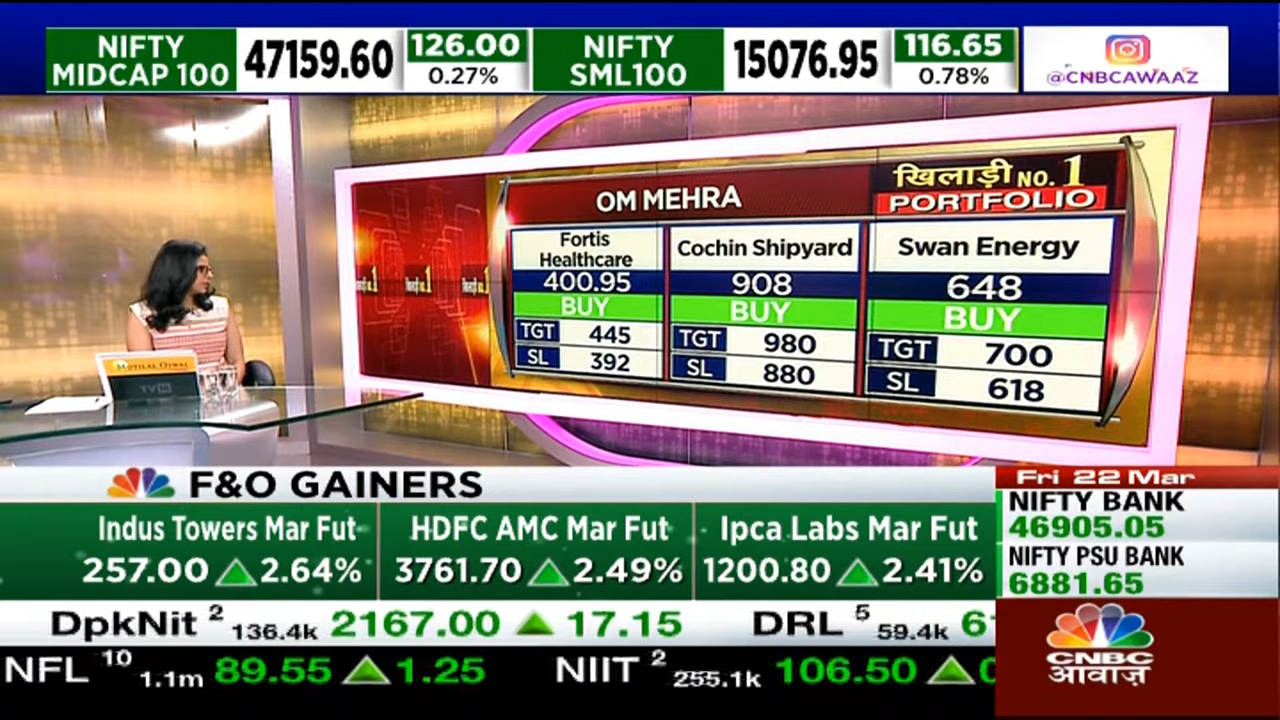 NIFTY
MIDCAP 100
47159.60
126.00
0.27%
NIFTY
SML100
15076.95
116.65
0.78%
@CNBCAWAAZ
OM MEHRA
खिलाड़ी NO. 1
PORTFOLIO
Fortis
Healthcare
400.95
BUY
TGT 445
SL 392
Cochin Shipyard
908
BUY
TGT 980
SL 880
Swan Energy
648
BUY
TGT 700
SL 618
MOTILAL OSWAL
TV18
F&O GAINERS
Indus Towers Mar Fut
257.00 2.64%
HDFC AMC Mar Fut
3761.70 2.49%
Ipca Labs Mar Fut
1200.80 2.41%
Fri 22 Mar
NIFTY BANK
46905.05
NIFTY PSU BANK
6881.65
DpkNit 2 136.4k 2167.00 17.15 DRL 5 59.4k 6
NFL 10 1.1m 89.55 1.25 NIIT 2 255.1k 106.50
CNBC
आवाज़